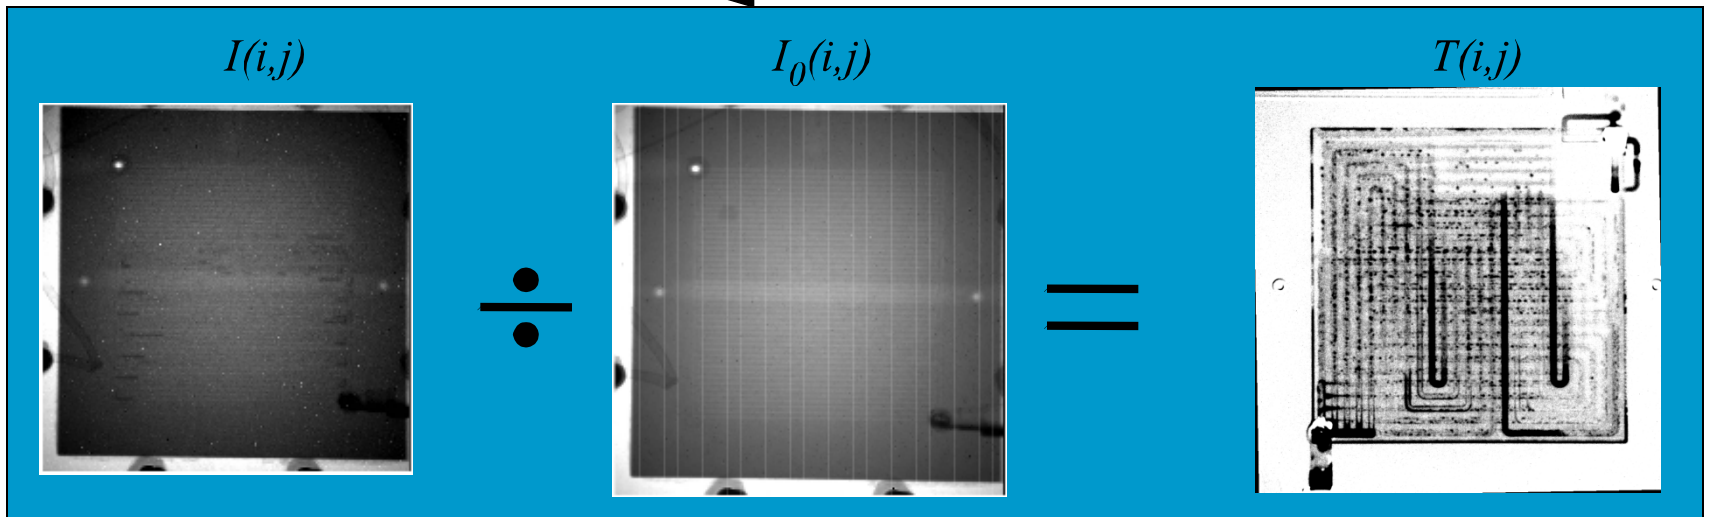 I(i,j)
I₀(i,j)
T(i,j)
÷
=